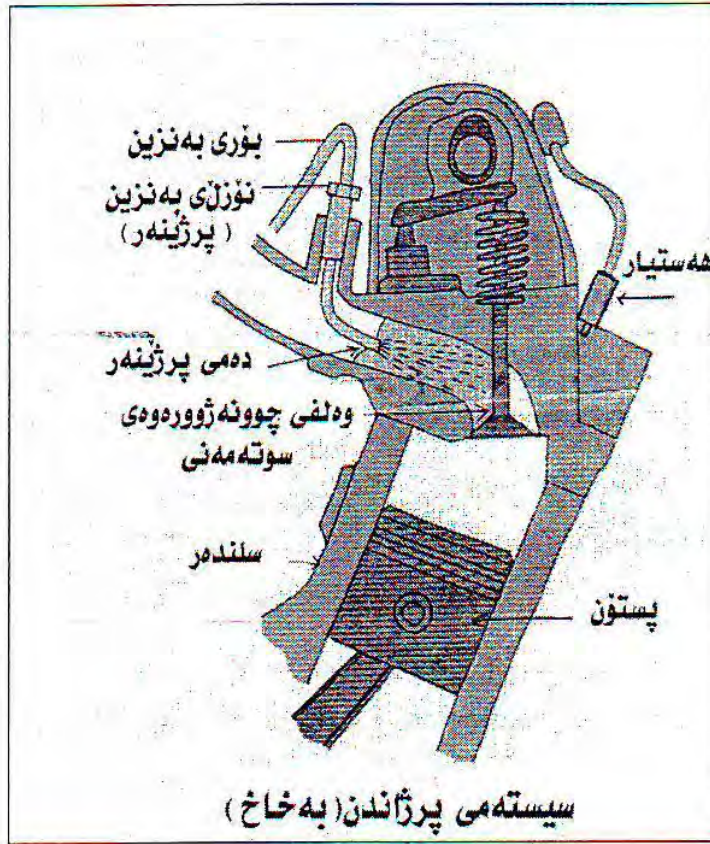 بۆری بەنزین
نۆزڵی بەنزین
( پرژێنەر )
هەستیار
دەمی پرژێنەر
وەلفی چوونەژوورەوەی
سوتەمەنی
سلندەر
پستۆن
سیستەمی پرژاندن( بەخاخ )